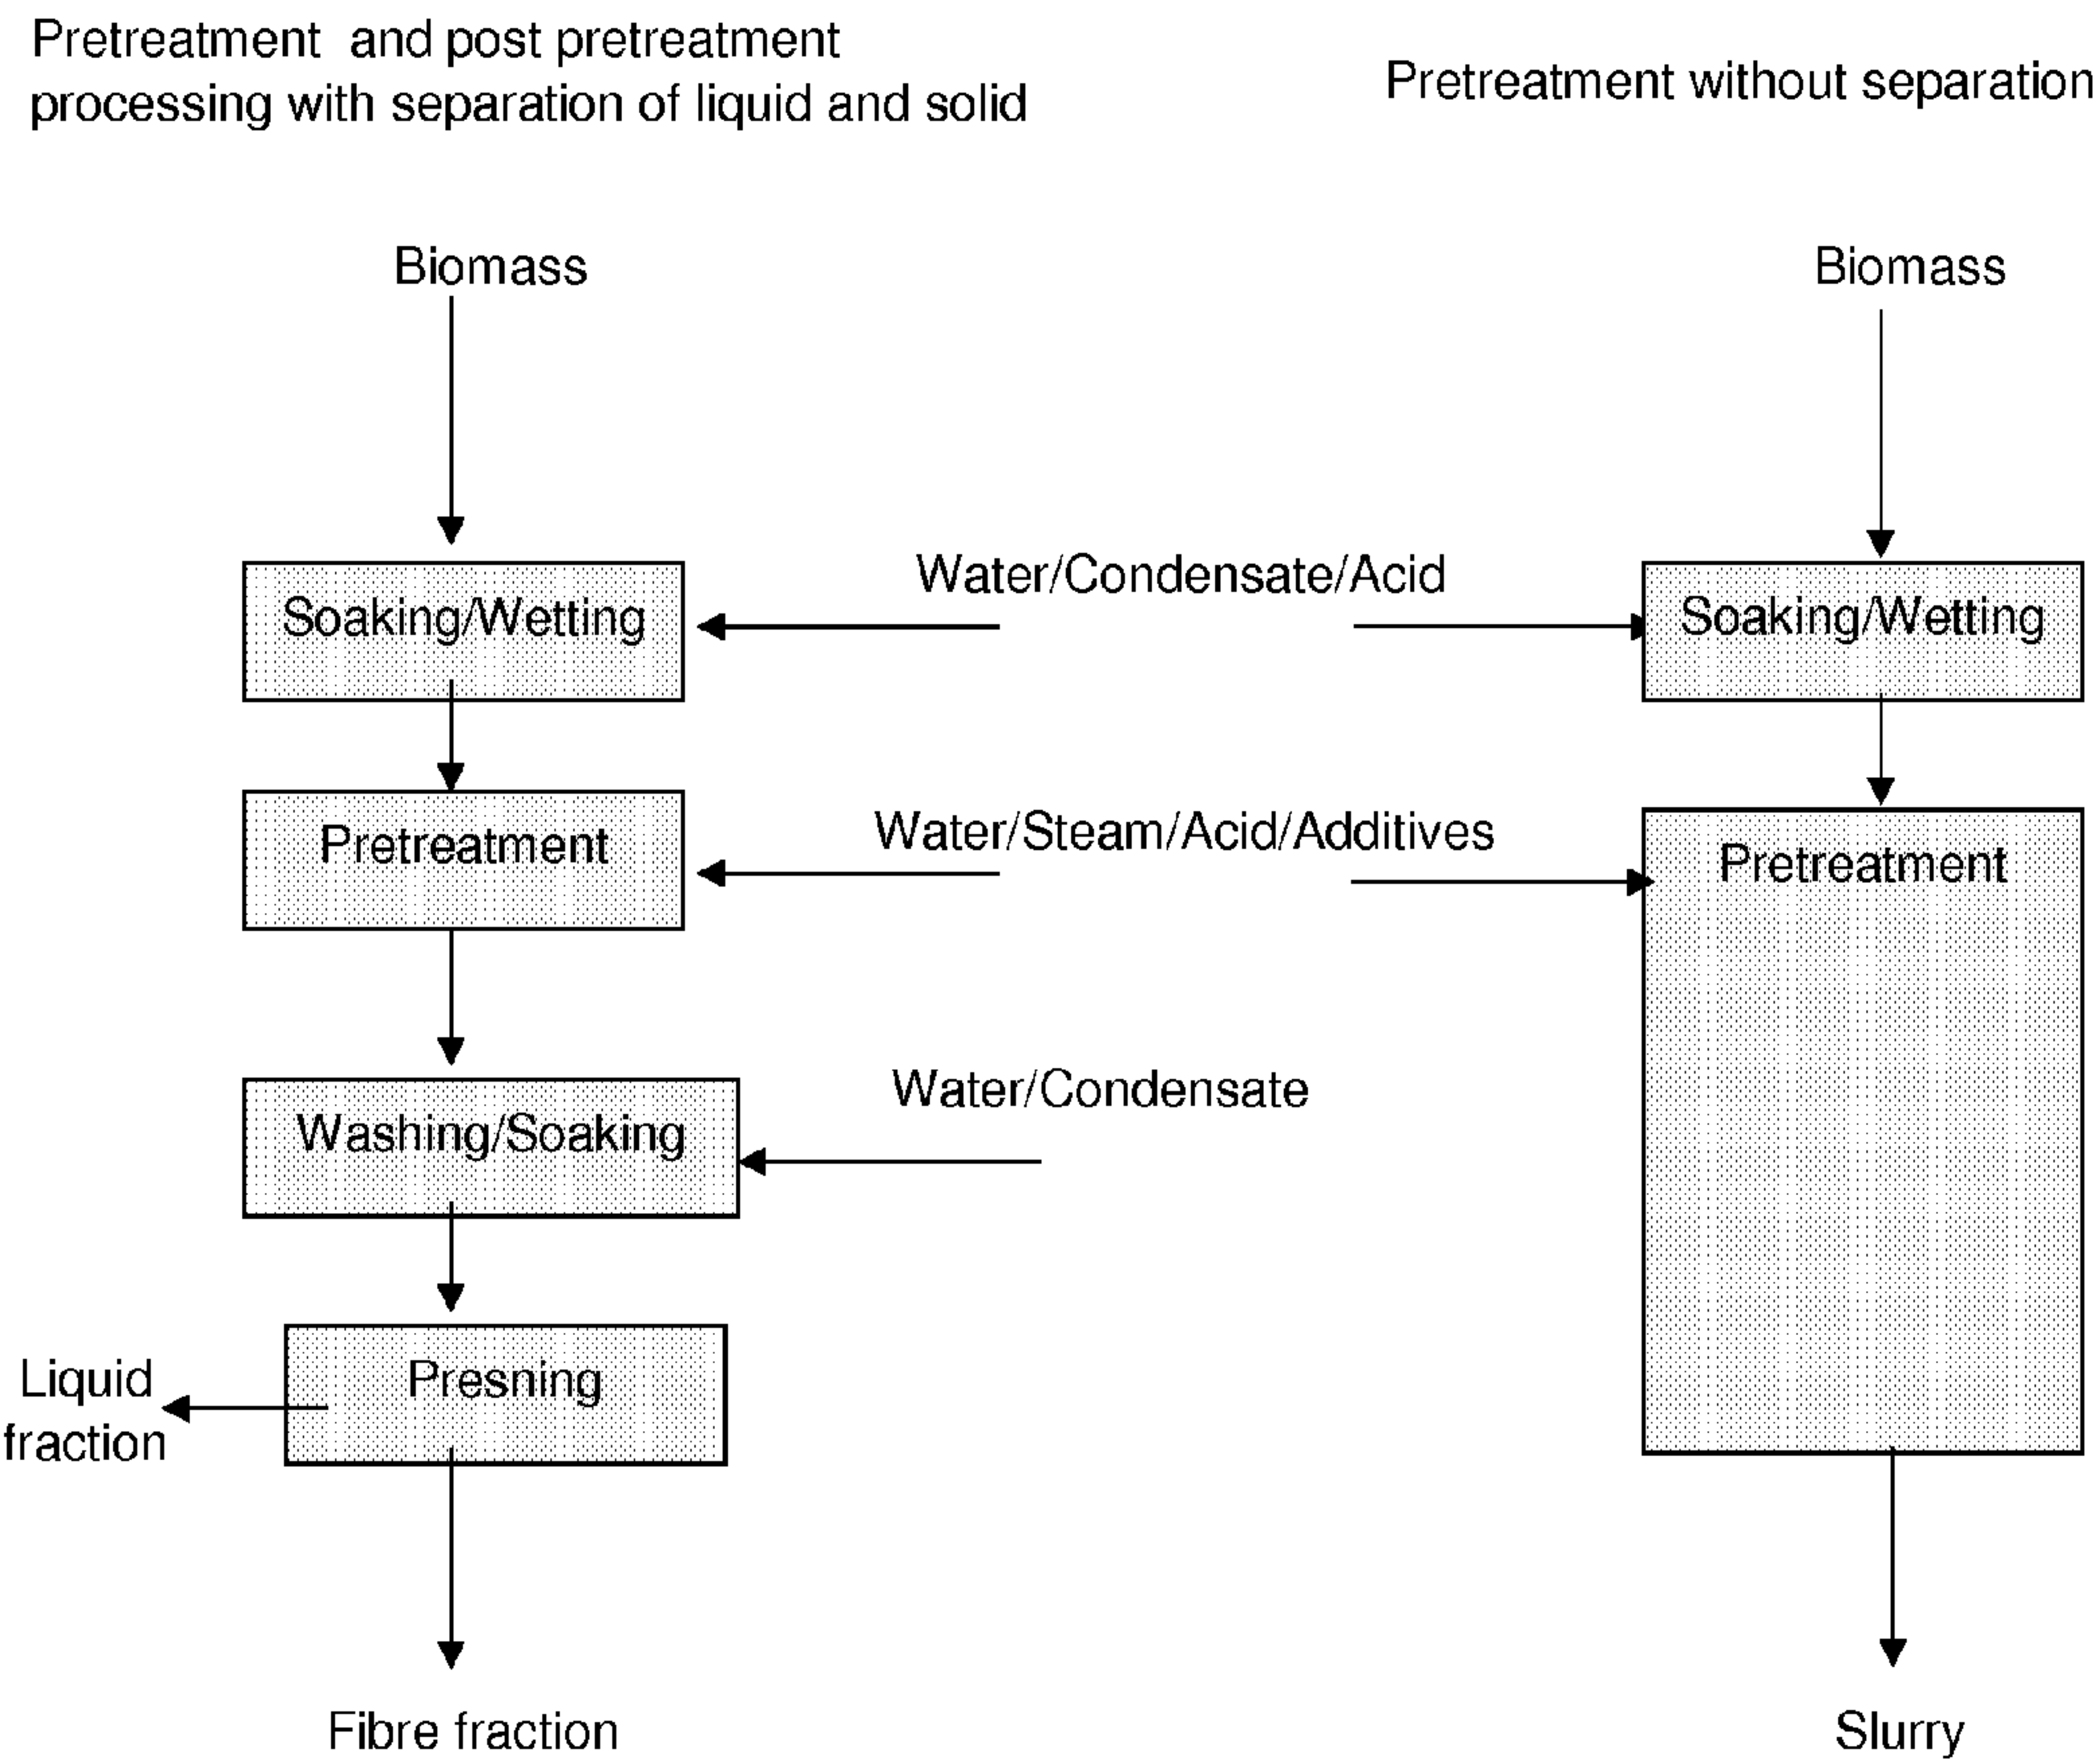 Pretreatment and post pretreatment
processing with separation of liquid and solid
Pretreatment without separation
Biomass
Biomass
Water/Condensate/Acid
Soaking/Wetting
Soaking/Wetting
Water/Steam/Acid/Additives
Pretreatment
Pretreatment
Water/Condensate
Washing/Soaking
Liquid
fraction
Presning
Fibre fraction
Slurry